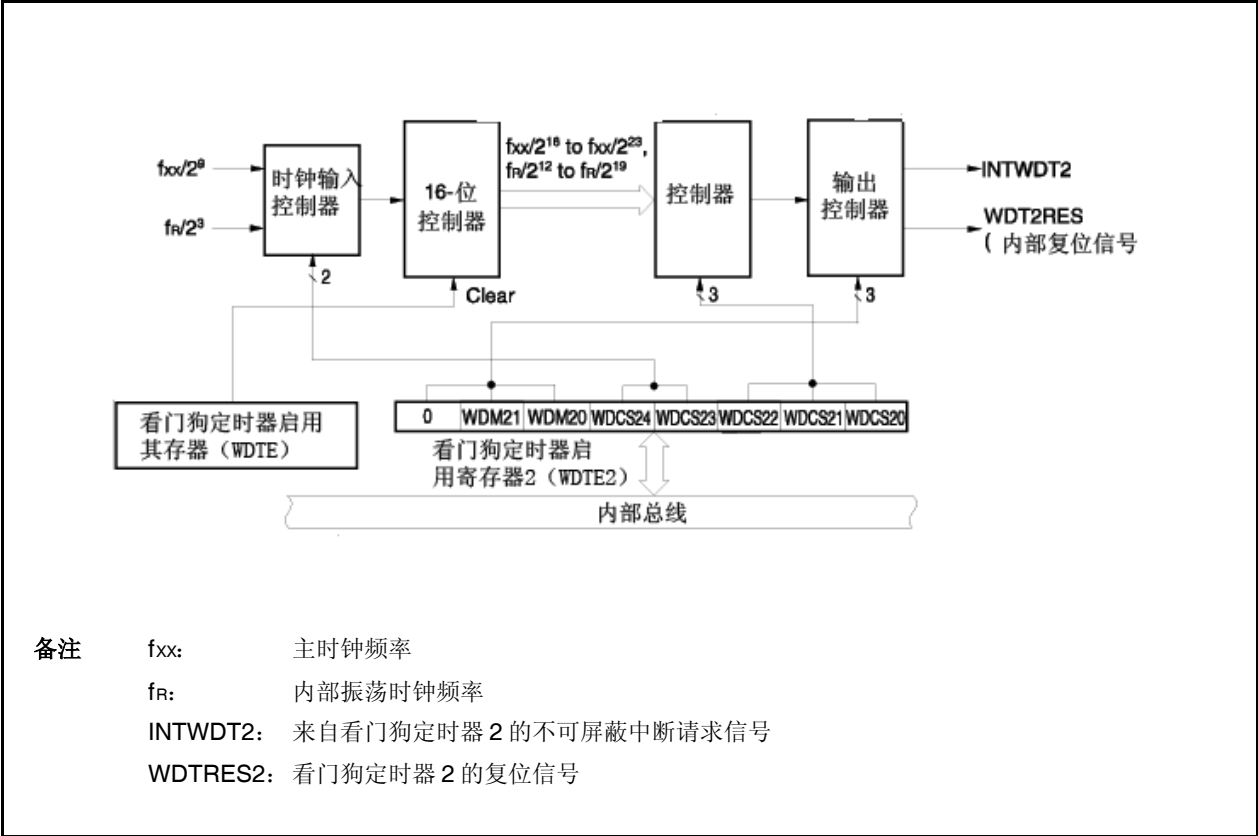 fxx/2⁹
fR/2³
时钟输入
控制器
16-位
控制器
fxx/2¹⁶ to fxx/2²³,
fR/2¹² to fR/2¹⁹
控制器
输出
控制器
INTWDT2
WDT2RES
( 内部复位信号
2
Clear
3
3
看门狗定时器启用
其存器（WDTE）
0 WDM21 WDM20 WDCS24 WDCS23 WDCS22 WDCS21 WDCS20
看门狗定时器启
用寄存器2（WDTE2）
内部总线
备注 fxx： 主时钟频率
fR： 内部振荡时钟频率
INTWDT2： 来自看门狗定时器 2 的不可屏蔽中断请求信号
WDTRES2：看门狗定时器 2 的复位信号